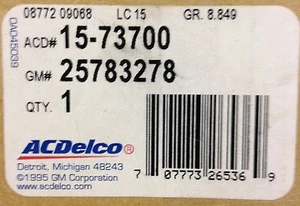 08772 09068 LC 15 GR. 8.849
ACD# 15-73700
GM# 25783278
QTY. 1
ACDelco
Detroit, Michigan 48243
©1995 GM Corporation
www.acdelco.com
7 07773 26536 9
0AD45039